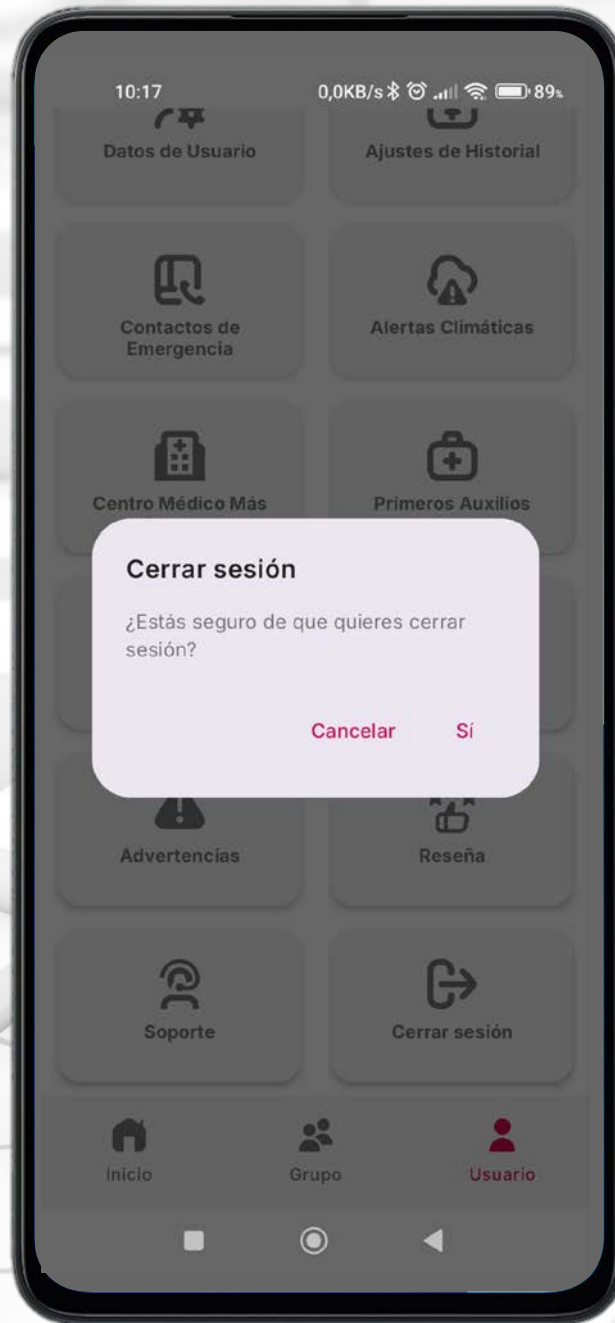 10:17
0,0KB/s 89%
Datos de Usuario
Ajustes de Historial
Contactos de
Emergencia
Alertas Climáticas
Centro Médico Más
Primeros Auxilios
Cerrar sesión
¿Estás seguro de que quieres cerrar
sesión?
Cancelar
Sí
Advertencias
Reseña
Soporte
Cerrar sesión
Inicio
Grupo
Usuario